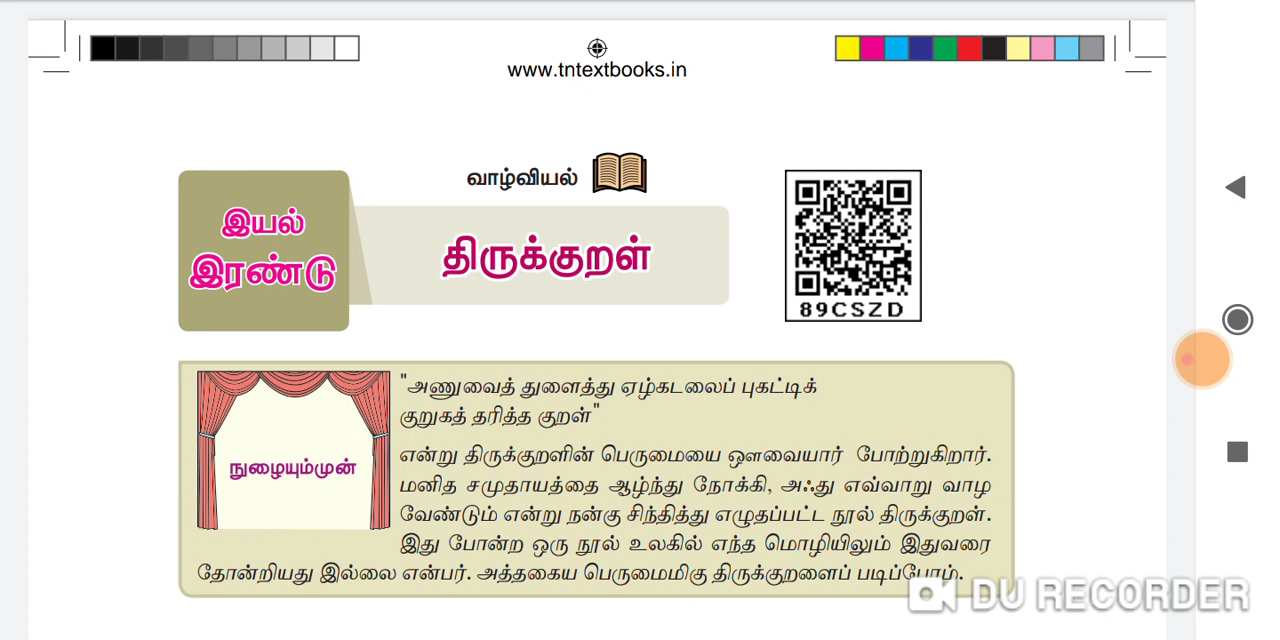 www.tntextbooks.in
வாழ்வியல்
இயல்
இரண்டு
திருக்குறள்
89CSZD
"அணுவைத் துளைத்து ஏழ்கடலைப் புகட்டிக்
குறுகத் தரித்த குறள்"
நுழையும்முன்
என்று திருக்குறளின் பெருமையை ஔவையார் போற்றுகிறார்.
மனித சமுதாயத்தை ஆழ்ந்து நோக்கி, அஃது எவ்வாறு வாழ
வேண்டும் என்று நன்கு சிந்தித்து எழுதப்பட்ட நூல் திருக்குறள்.
இது போன்ற ஒரு நூல் உலகில் எந்த மொழியிலும் இதுவரை
தோன்றியது இல்லை என்பர். அத்தகைய பெருமைமிகு திருக்குறளைப் படிப்போம்.
DU RECORDER